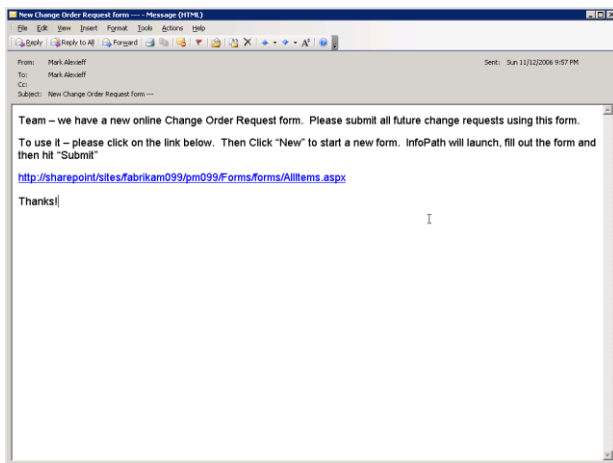 New Change Order Request form --- - Message (HTML)
File Edit View Insert Format Tools Actions Help
Reply Reply to All Forward
From: Mark Alexieff Sent: Sun 11/12/2006 9:57 PM
To: Mark Alexieff
Cc:
Subject: New Change Order Request form ---
Team – we have a new online Change Order Request form. Please submit all future change requests using this form.
To use it – please click on the link below. Then Click “New” to start a new form. InfoPath will launch, fill out the form and
then hit “Submit”
http://sharepoint/sites/fabrikam099/pm099/Forms/forms/AllItems.aspx
Thanks!